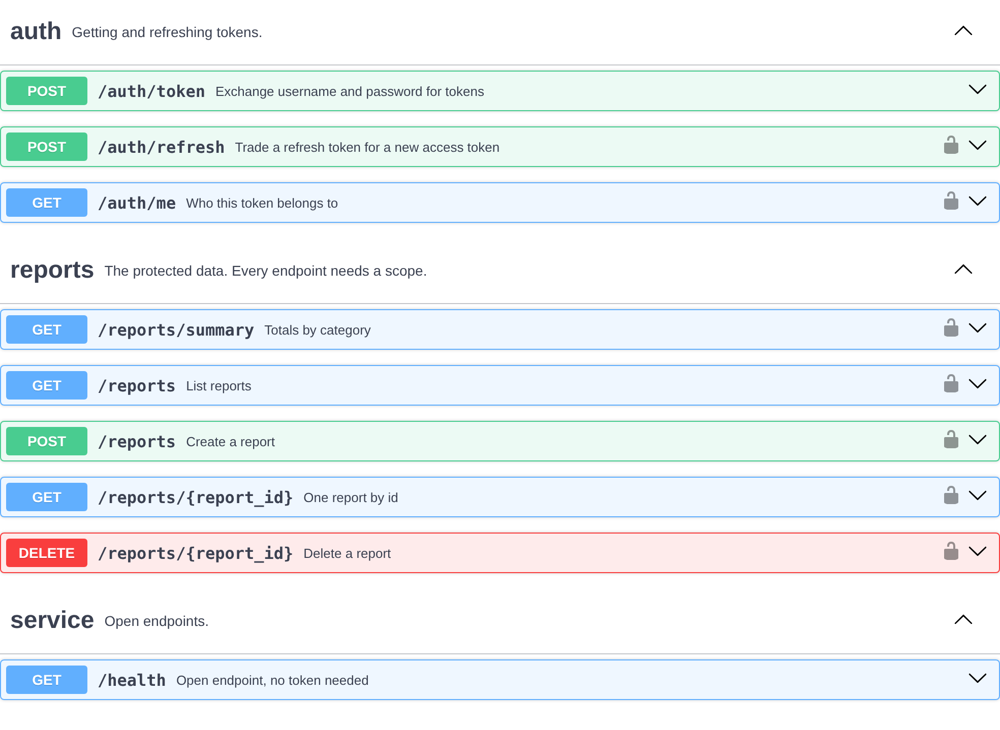 auth Getting and refreshing tokens.
POST /auth/token Exchange username and password for tokens
POST /auth/refresh Trade a refresh token for a new access token
GET /auth/me Who this token belongs to
reports The protected data. Every endpoint needs a scope.
GET /reports/summary Totals by category
GET /reports List reports
POST /reports Create a report
GET /reports/{report_id} One report by id
DELETE /reports/{report_id} Delete a report
service Open endpoints.
GET /health Open endpoint, no token needed